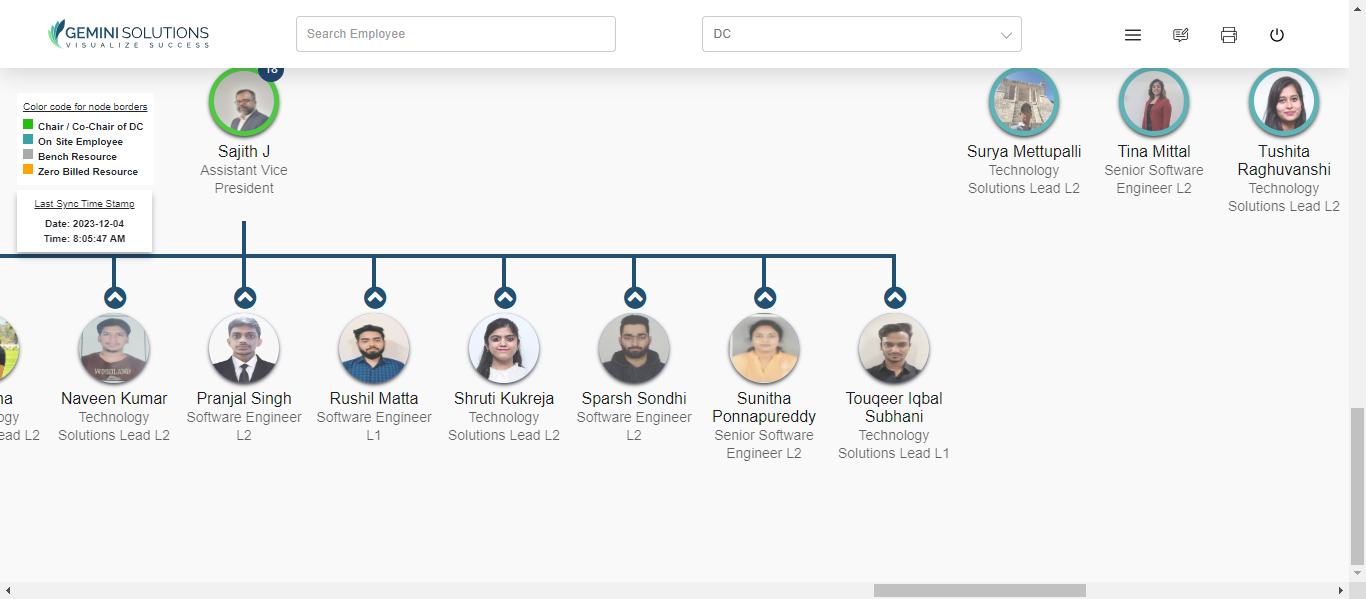 GEMINI SOLUTIONS
VISUALIZE SUCCESS
Search Employee
DC
Color code for node borders
Chair / Co-Chair of DC
On Site Employee
Bench Resource
Zero Billed Resource
Last Sync Time Stamp
Date: 2023-12-04
Time: 8:05:47 AM
18
Sajith J
Assistant Vice
President
Surya Mettupalli
Technology
Solutions Lead L2
Tina Mittal
Senior Software
Engineer L2
Tushita
Raghuvanshi
Technology
Solutions Lead L2
na
ogy
ead L2
WOODLAND
Naveen Kumar
Technology
Solutions Lead L2
Pranjal Singh
Software Engineer
L2
Rushil Matta
Software Engineer
L1
Shruti Kukreja
Technology
Solutions Lead L2
Sparsh Sondhi
Software Engineer
L2
Sunitha
Ponnapureddy
Senior Software
Engineer L2
Touqeer Iqbal
Subhani
Technology
Solutions Lead L1